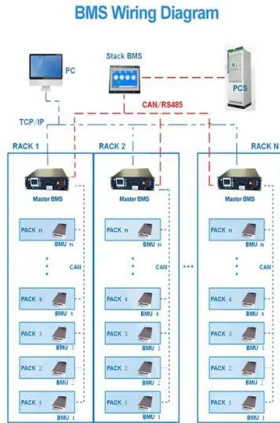 BMS Wiring Diagram
PC
Stack BMS
PCS
CAN/RS485
TCP/IP
RACK 1
RACK 2
RACK N
Master BMS
Master BMS
Master BMS
PACK n
BMU n
PACK n
BMU n
PACK n
BMU n
CAN
CAN
CAN
PACK 4
BMU 4
PACK 4
BMU 4
PACK 4
BMU 4
PACK 3
BMU 3
PACK 3
BMU 3
PACK 3
BMU 3
PACK 2
BMU 2
PACK 2
BMU 2
PACK 2
BMU 2
PACK 1
BMU 1
PACK 1
BMU 1
PACK 1
BMU 1